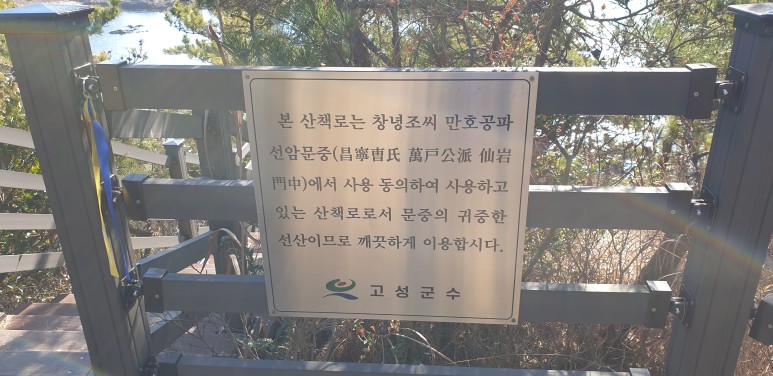 본 산책로는 창녕조씨 만호공파
선암문중(昌寧曺氏 萬戶公派 仙岩
門中)에서 사용 동의하여 사용하고
있는 산책로로서 문중의 귀중한
선산이므로 깨끗하게 이용합시다.
고성군수